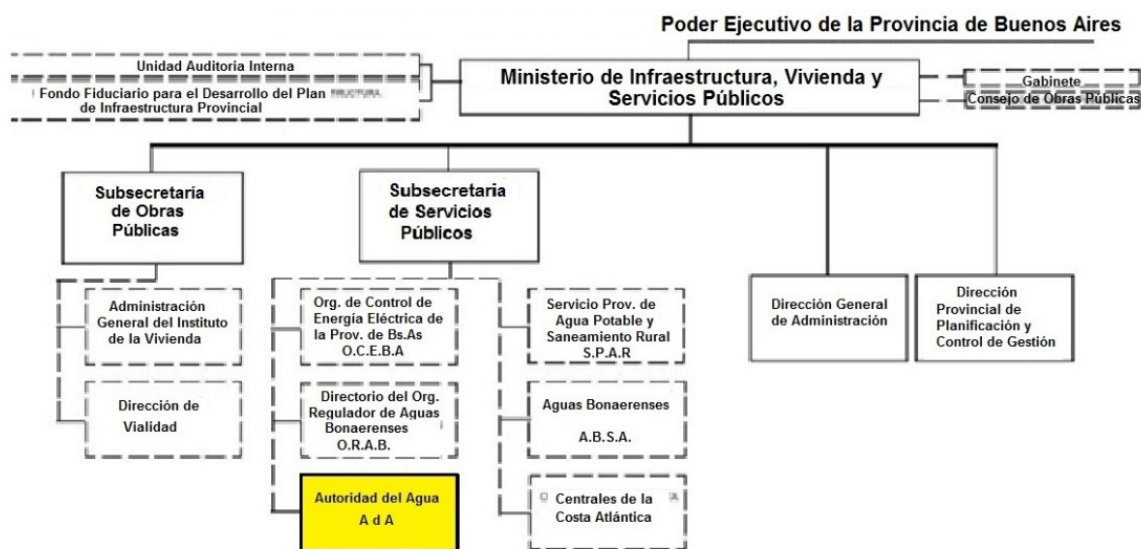 Poder Ejecutivo de la Provincia de Buenos Aires
Unidad Auditoria Interna
Fondo Fiduciario para el Desarrollo del Plan
de Infraestructura Provincial
Ministerio de Infraestructura, Vivienda y
Servicios Públicos
Gabinete
Consejo de Obras Públicas
Subsecretaría
de Obras
Públicas
Subsecretaria
de Servicios
Públicos
Administración
General del Instituto
de la Vivienda
Dirección de
Vialidad
Org. de Control de
Energía Eléctrica de
la Prov. de Bs.As
O.C.E.B.A
Directorio del Org.
Regulador de Aguas
Bonaerenses
O.R.A.B.
Autoridad del Agua
A d A
Servicio Prov. de
Agua Potable y
Saneamiento Rural
S.P.A.R
Aguas Bonaerenses
A.B.S.A.
Centrales de la
Costa Atlántica
Dirección General
de Administración
Dirección
Provincial de
Planificación y
Control de Gestión